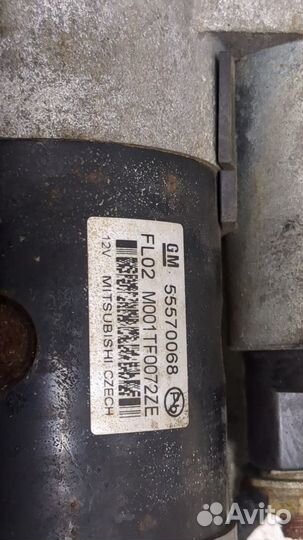 GM 55570068
FL02 M001TF0072ZE
12V MITSUBISHI CZECH
Avito